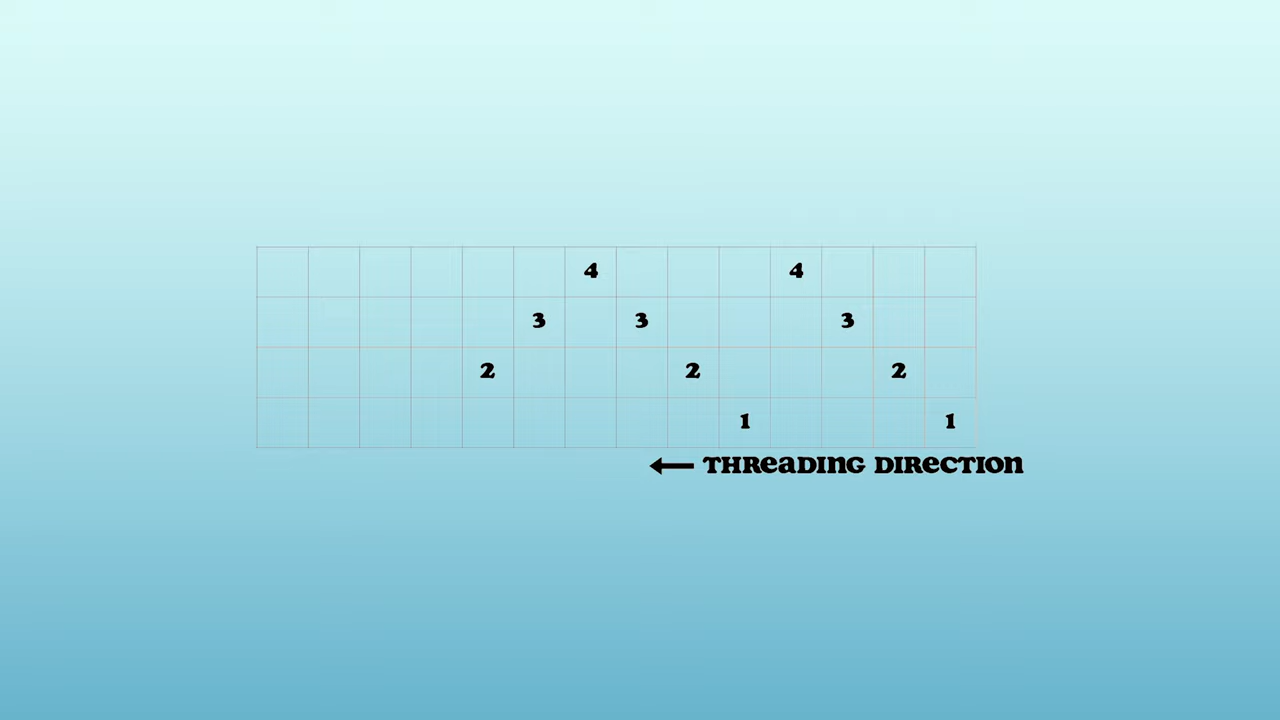 4 4
3 3 3
2 2 2
1 1
← THREADING DIRECTION